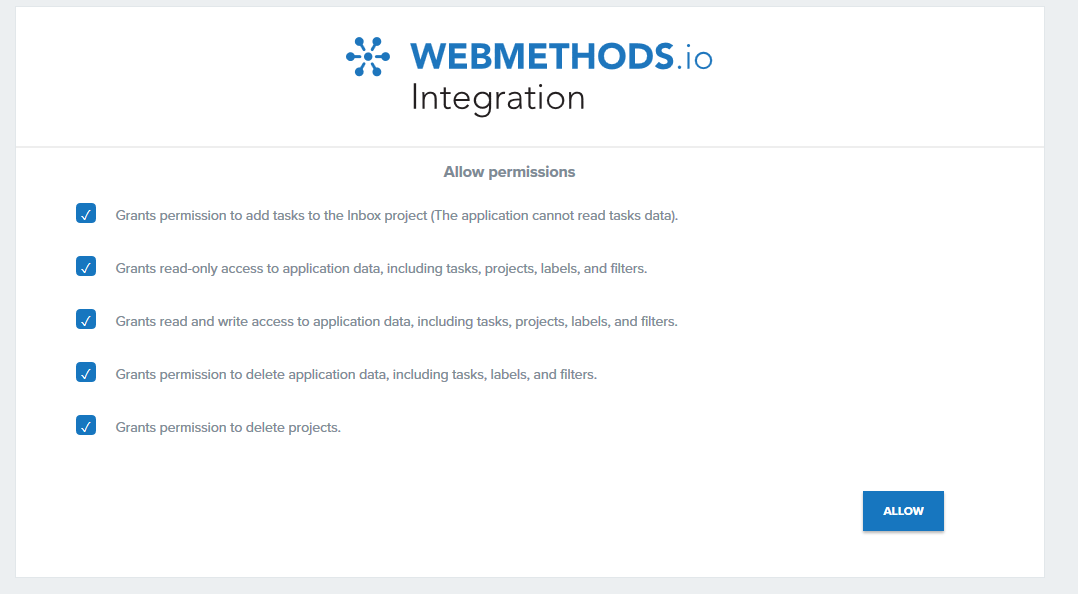 WEBMETHODS.io
Integration
Allow permissions
Grants permission to add tasks to the Inbox project (The application cannot read tasks data).
Grants read-only access to application data, including tasks, projects, labels, and filters.
Grants read and write access to application data, including tasks, projects, labels, and filters.
Grants permission to delete application data, including tasks, labels, and filters.
Grants permission to delete projects.
ALLOW